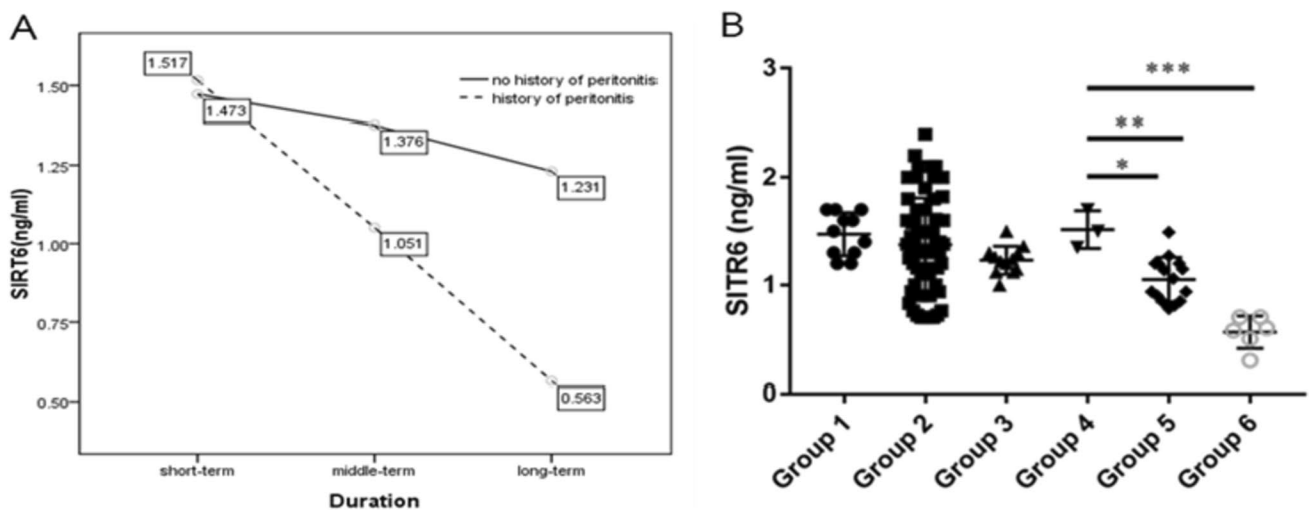 A
SIRT6(ng/ml)
1.50
1.25
1.00
0.75
0.50
1.517
1.473
1.376
1.231
1.051
0.563
no history of peritonitis
history of peritonitis
short-term
middle-term
long-term
Duration
B
SITR6 (ng/ml)
3
2
1
0
***
**
*
Group 1
Group 2
Group 3
Group 4
Group 5
Group 6